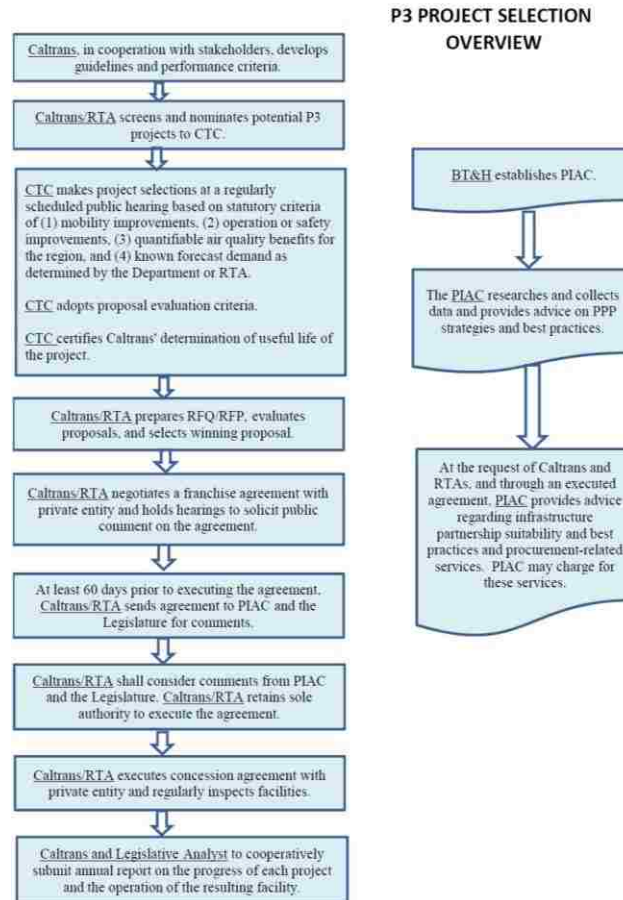 P3 PROJECT SELECTION
OVERVIEW
Caltrans, in cooperation with stakeholders, develops
guidelines and performance criteria.
Caltrans/RTA screens and nominates potential P3
projects to CTC.
CTC makes project selections at a regularly
scheduled public hearing based on statutory criteria
of (1) mobility improvements, (2) operation or safety
improvements, (3) quantifiable air quality benefits for
the region, and (4) known forecast demand as
determined by the Department or RTA.
CTC adopts proposal evaluation criteria.
CTC certifies Caltrans' determination of useful life of
the project.
Caltrans/RTA prepares RFQ/RFP, evaluates
proposals, and selects winning proposal.
Caltrans/RTA negotiates a franchise agreement with
private entity and holds hearings to solicit public
comment on the agreement.
At least 60 days prior to executing the agreement,
Caltrans/RTA sends agreement to PIAC and the
Legislature for comments.
Caltrans/RTA shall consider comments from PIAC
and the Legislature. Caltrans/RTA retains sole
authority to execute the agreement.
Caltrans/RTA executes concession agreement with
private entity and regularly inspects facilities.
Caltrans and Legislative Analyst to cooperatively
submit annual report on the progress of each project
and the operation of the resulting facility.
BT&H establishes PIAC.
The PIAC researches and collects
data and provides advice on PPP
strategies and best practices.
At the request of Caltrans and
RTAs, and through an executed
agreement, PIAC provides advice
regarding infrastructure
partnership suitability and best
practices and procurement-related
services. PIAC may charge for
these services.